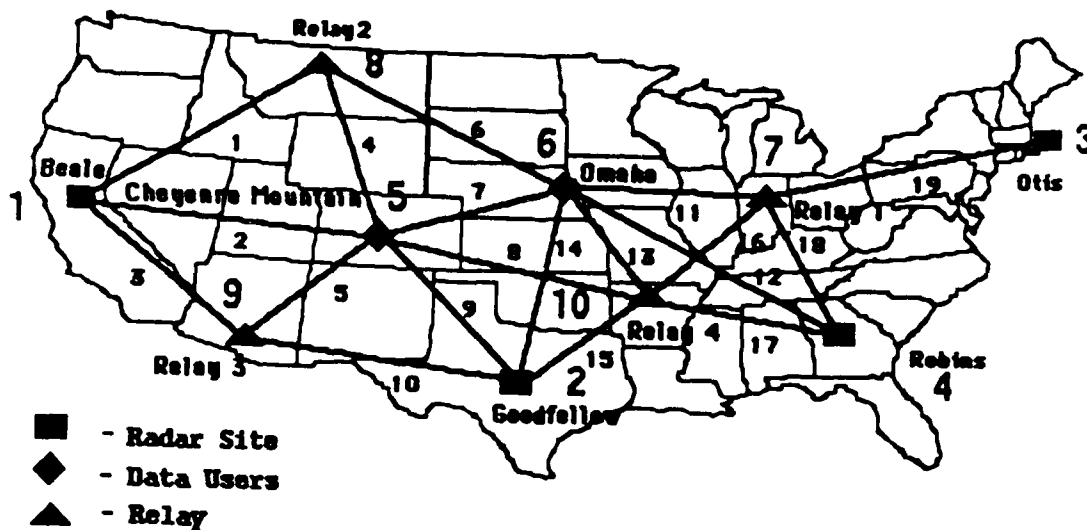 Relay 2
8
1
4
6
6
7
3
Beale
Omaha
19
Otis
1
Cheyenne Mountain
5
7
11
Relay 1
2
8
14
13
16
18
12
3
9
5
9
10
Relay 4
Relay 3
10
15
17
Robins
2
4
Goodfellow
- Radar Site
- Data Users
- Relay